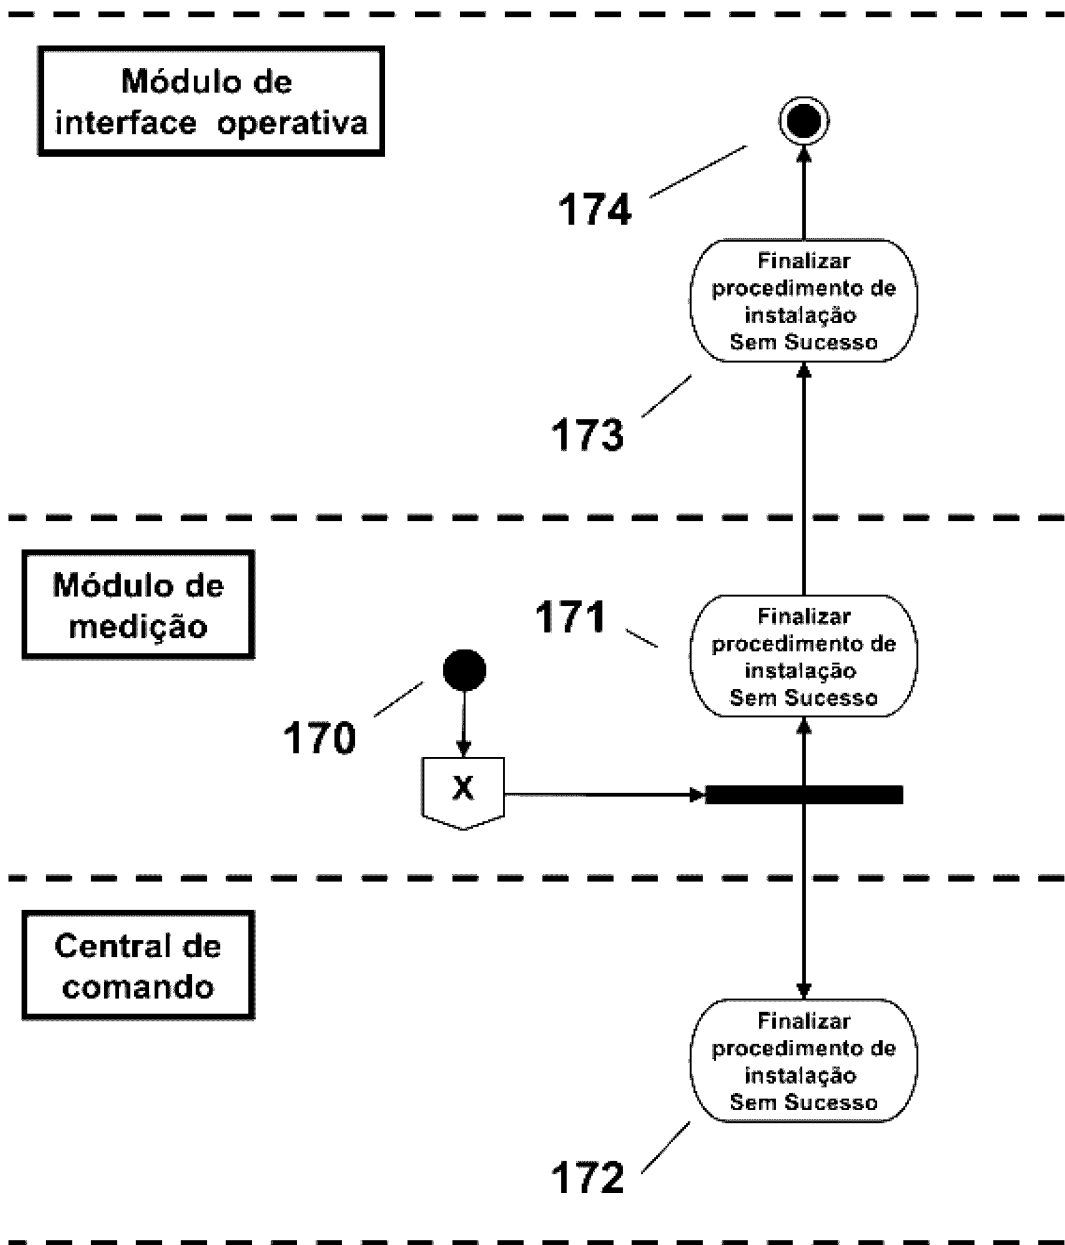 Módulo de
interface operativa
174
Finalizar
procedimento de
instalação
Sem Sucesso
173
Módulo de
medição
171
Finalizar
procedimento de
instalação
Sem Sucesso
170
X
Central de
comando
Finalizar
procedimento de
instalação
Sem Sucesso
172